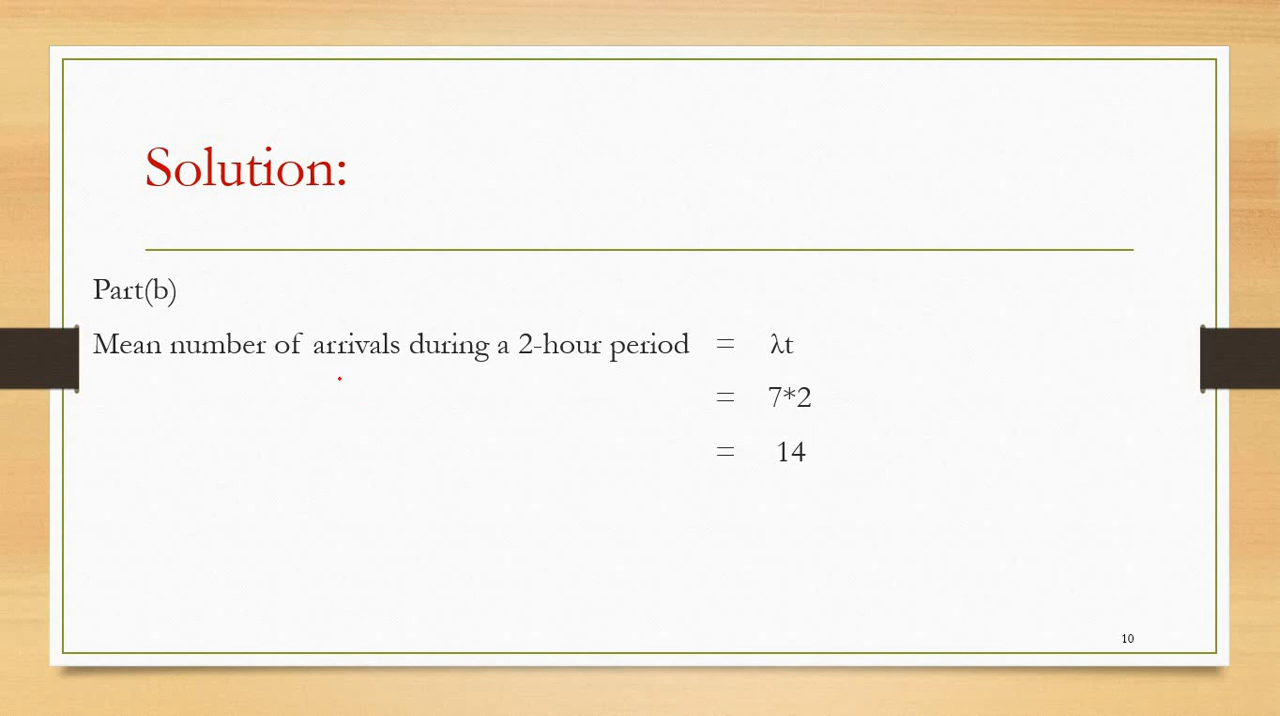 Solution:
Part(b)
Mean number of arrivals during a 2-hour period = λt
= 7*2
= 14
10